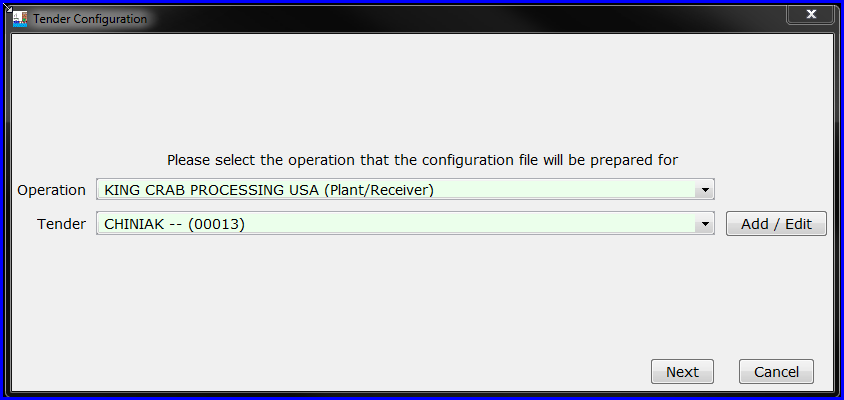 Tender Configuration
Please select the operation that the configuration file will be prepared for
Operation KING CRAB PROCESSING USA (Plant/Receiver)
Tender CHINIAK -- (00013) Add / Edit
Next Cancel